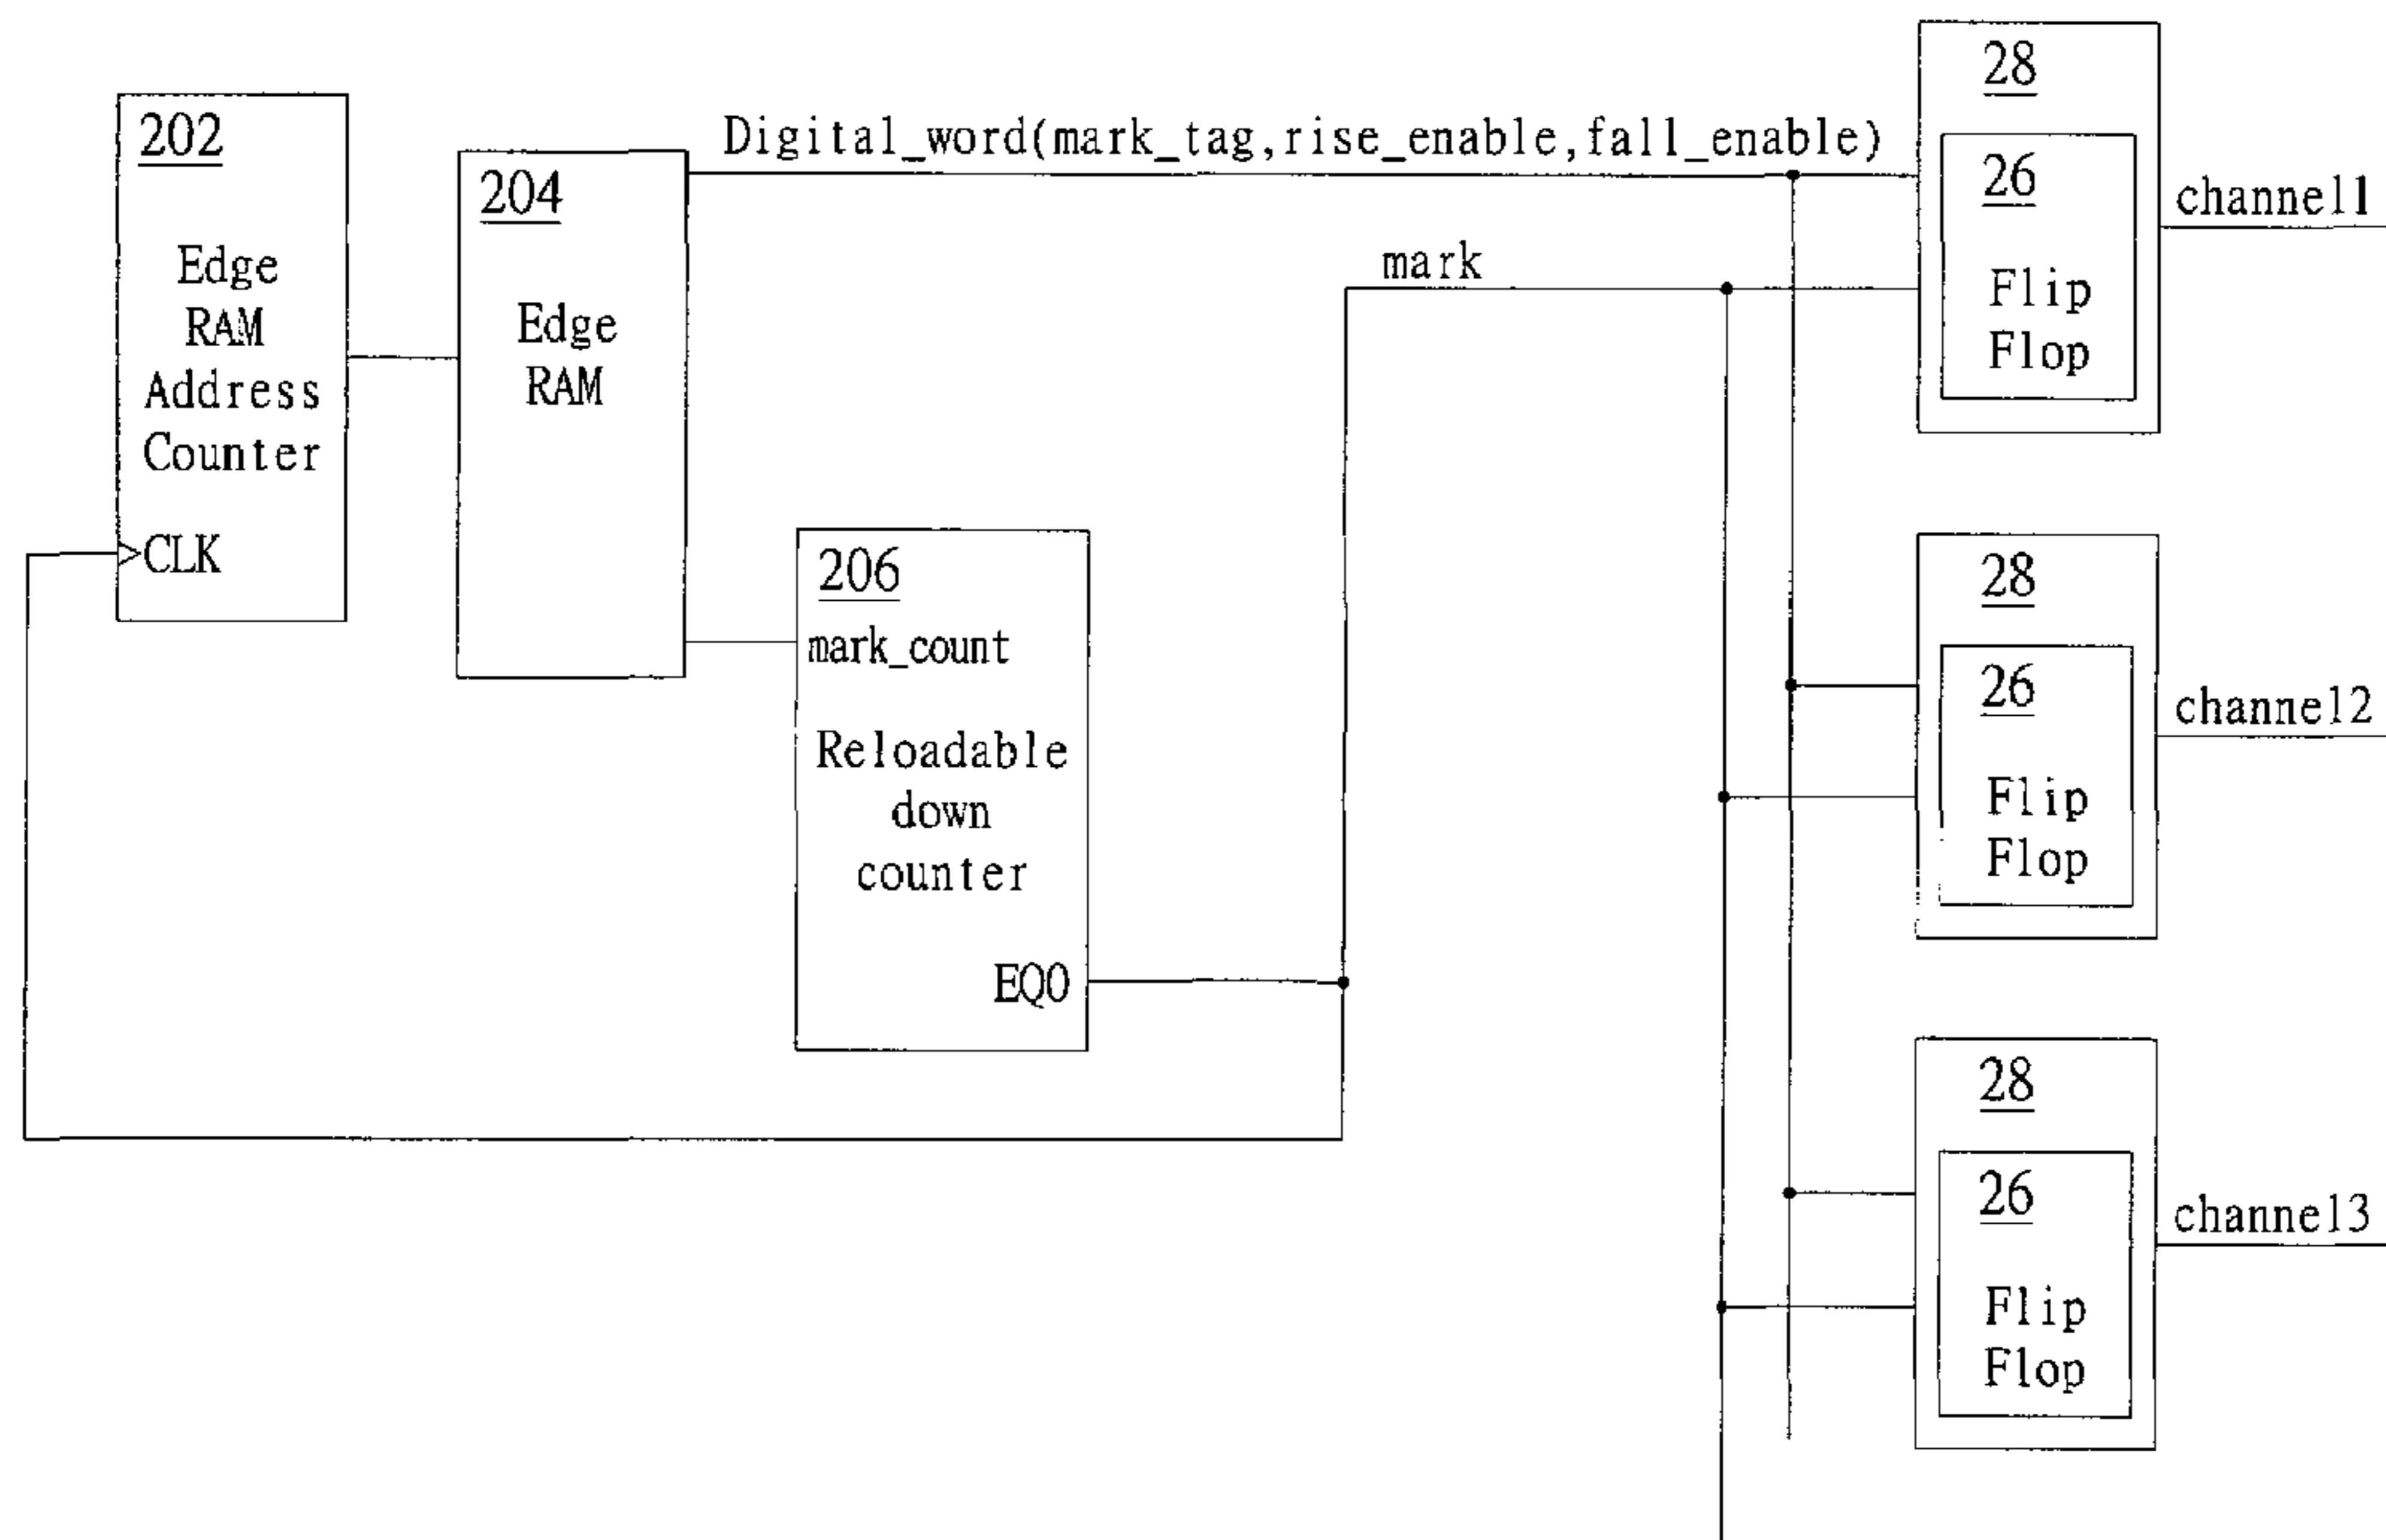 202
Edge
RAM
Address
Counter
CLK
204
Edge
RAM
Digital_word(mark_tag,rise_enable,fall_enable)
mark
206
mark_count
Reloadable
down
counter
EQ0
28
26
Flip
Flop
channel1
28
26
Flip
Flop
channel2
28
26
Flip
Flop
channel3